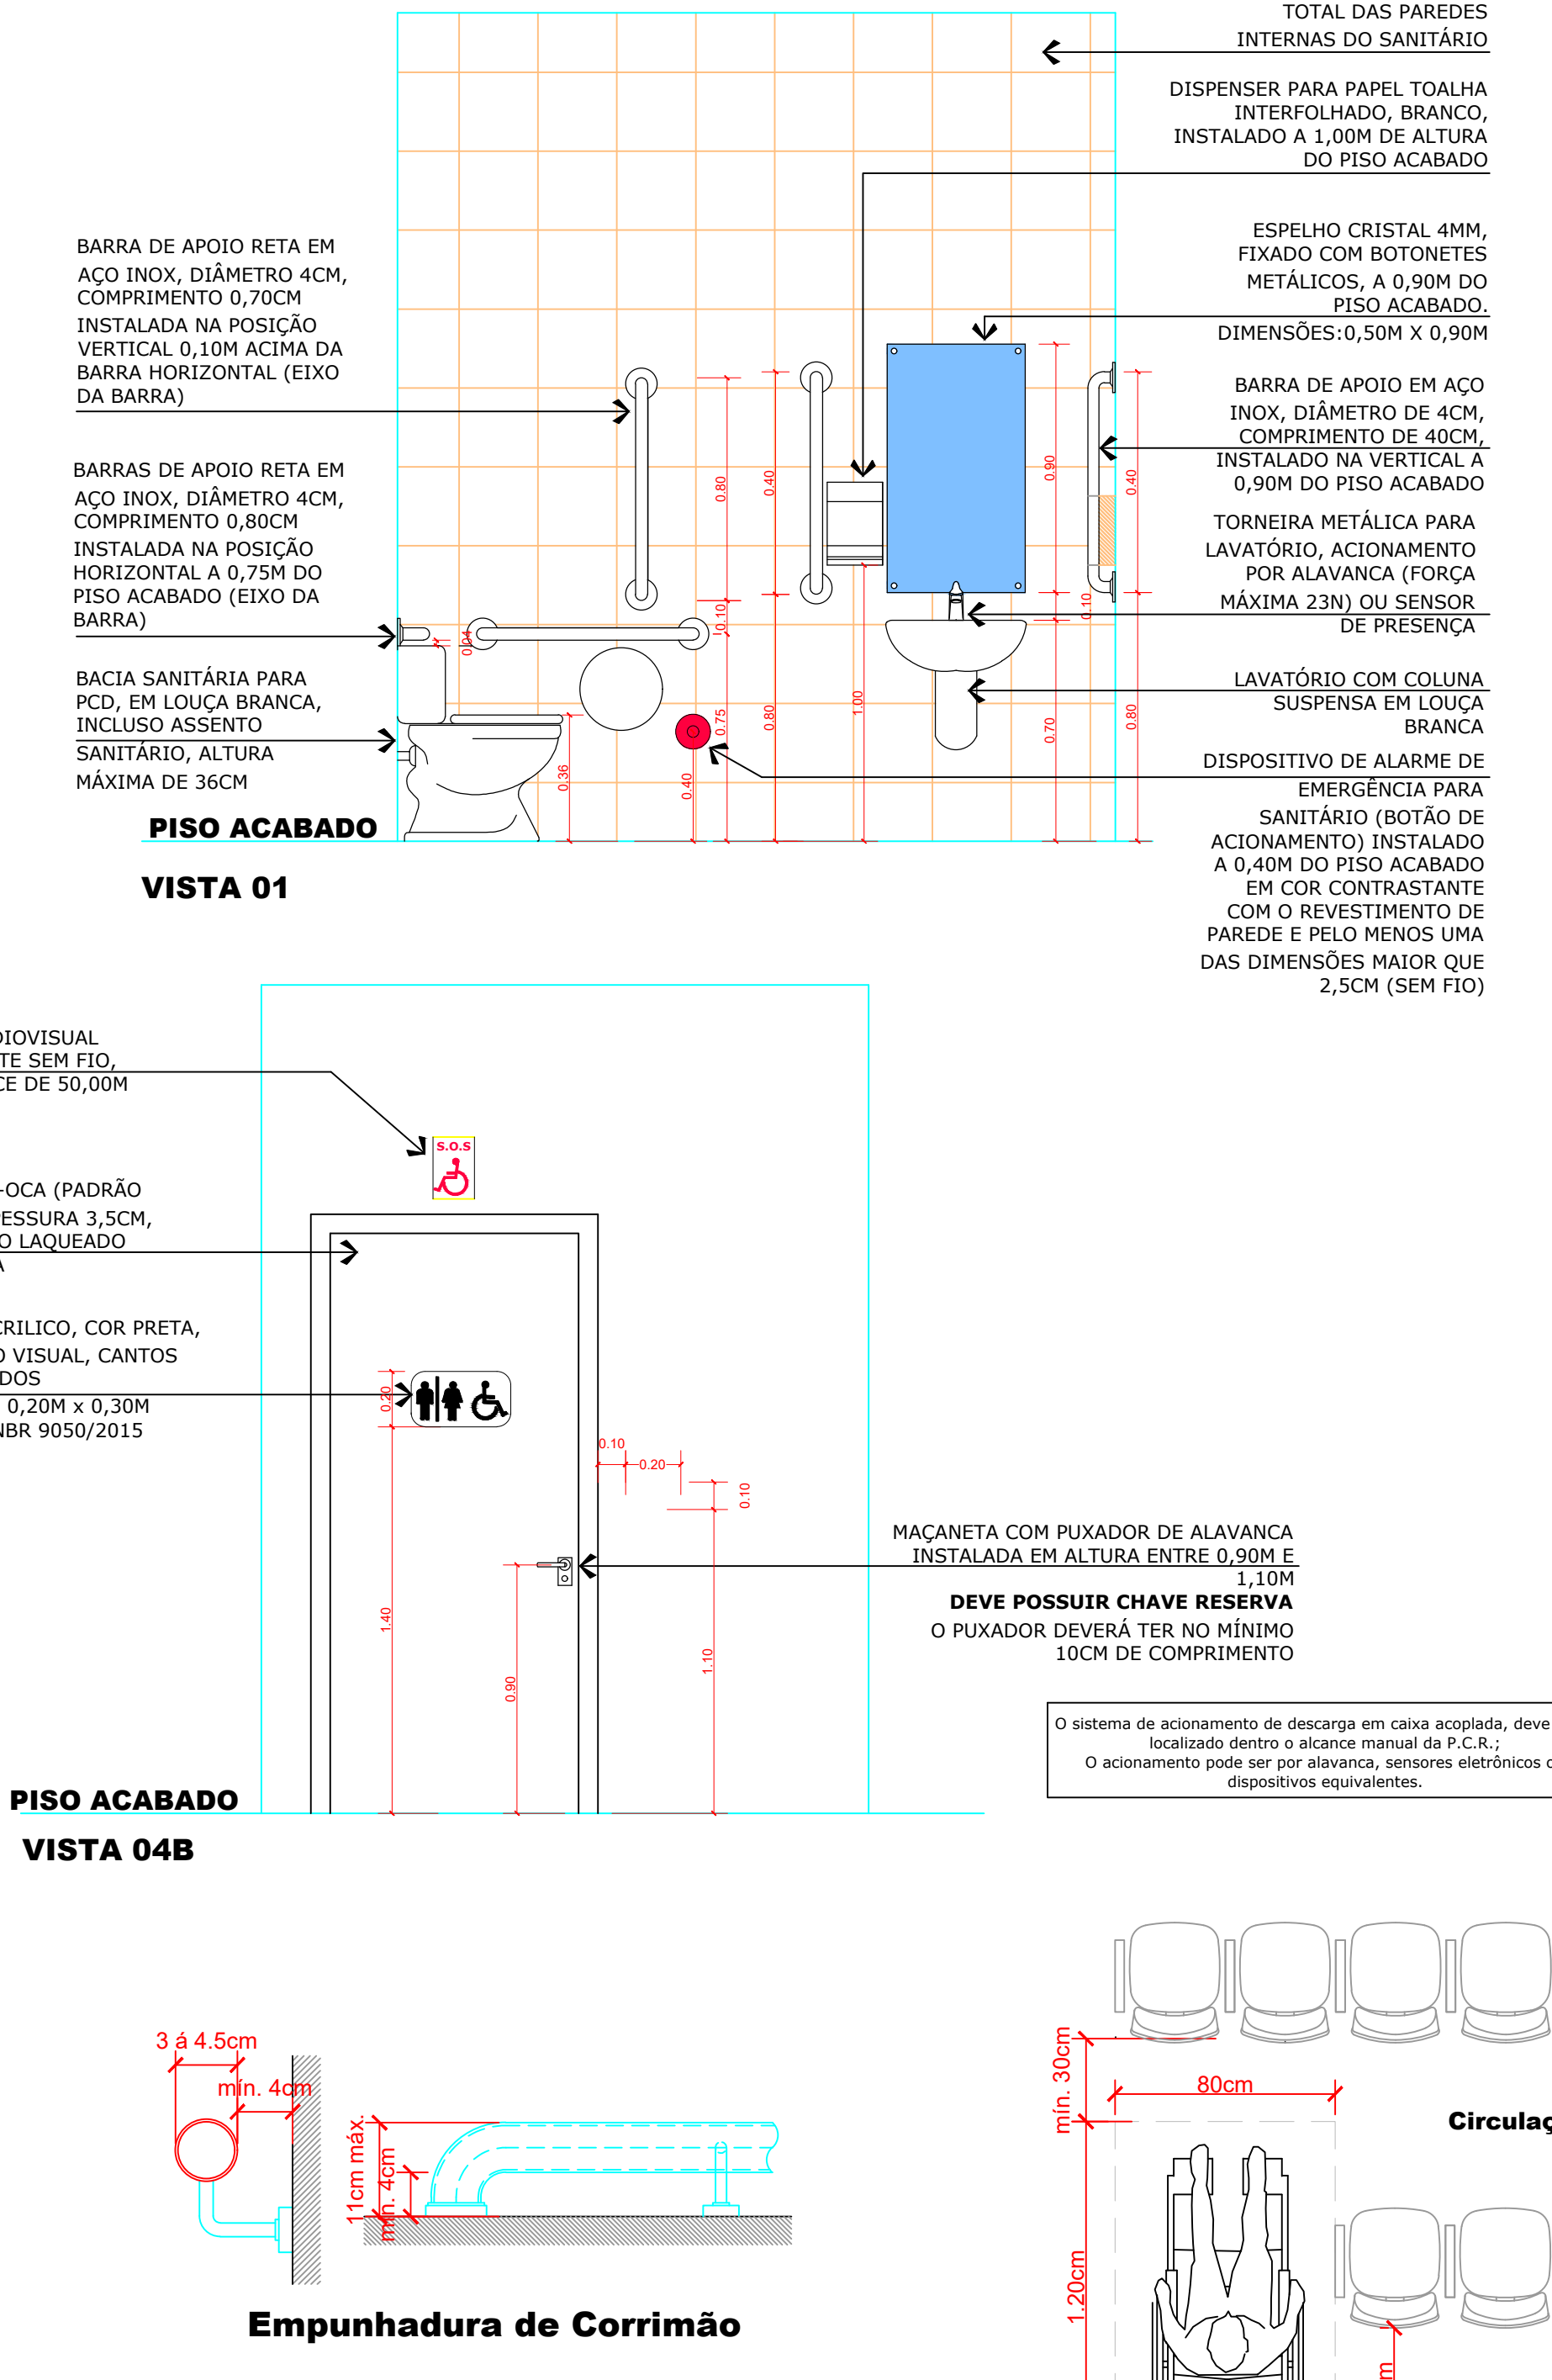 TOTAL DAS PAREDES
INTERNAS DO SANITÁRIO
DISPENSER PARA PAPEL TOALHA
INTERFOLHADO, BRANCO,
INSTALADO A 1,00M DE ALTURA
DO PISO ACABADO
ESPELHO CRISTAL 4MM,
FIXADO COM BOTONETES
METÁLICOS, A 0,90M DO
PISO ACABADO.
DIMENSÕES:0,50M X 0,90M
BARRA DE APOIO EM AÇO
INOX, DIÂMETRO DE 4CM,
COMPRIMENTO DE 40CM,
INSTALADO NA VERTICAL A
0,90M DO PISO ACABADO
TORNEIRA METÁLICA PARA
LAVATÓRIO, ACIONAMENTO
POR ALAVANCA (FORÇA
MÁXIMA 23N) OU SENSOR
DE PRESENÇA
LAVATÓRIO COM COLUNA
SUSPENSA EM LOUÇA
BRANCA
DISPOSITIVO DE ALARME DE
EMERGÊNCIA PARA
SANITÁRIO (BOTÃO DE
ACIONAMENTO) INSTALADO
A 0,40M DO PISO ACABADO
EM COR CONTRASTANTE
COM O REVESTIMENTO DE
PAREDE E PELO MENOS UMA
DAS DIMENSÕES MAIOR QUE
2,5CM (SEM FIO)
BARRA DE APOIO RETA EM
AÇO INOX, DIÂMETRO 4CM,
COMPRIMENTO 0,70CM
INSTALADA NA POSIÇÃO
VERTICAL 0,10M ACIMA DA
BARRA HORIZONTAL (EIXO
DA BARRA)
BARRAS DE APOIO RETA EM
AÇO INOX, DIÂMETRO 4CM,
COMPRIMENTO 0,80CM
INSTALADA NA POSIÇÃO
HORIZONTAL A 0,75M DO
PISO ACABADO (EIXO DA
BARRA)
BACIA SANITÁRIA PARA
PCD, EM LOUÇA BRANCA,
INCLUSO ASSENTO
SANITÁRIO, ALTURA
MÁXIMA DE 36CM
0.04
0.36
0.40
0.80
0.10
0.75
0.40
0.80
1.00
0.90
0.70
0.10
0.40
0.80
PISO ACABADO
VISTA 01
DIOVISUAL
TE SEM FIO,
CE DE 50,00M
S.O.S
-OCA (PADRÃO
PESSURA 3,5CM,
O LAQUEADO
A
CRILICO, COR PRETA,
O VISUAL, CANTOS
DOS
0,20M x 0,30M
NBR 9050/2015
0.20
1.40
0.90
0.10
0.20
0.10
1.10
MAÇANETA COM PUXADOR DE ALAVANCA
INSTALADA EM ALTURA ENTRE 0,90M E
1,10M
DEVE POSSUIR CHAVE RESERVA
O PUXADOR DEVERÁ TER NO MÍNIMO
10CM DE COMPRIMENTO
O sistema de acionamento de descarga em caixa acoplada, deve
localizado dentro o alcance manual da P.C.R.;
O acionamento pode ser por alavanca, sensores eletrônicos o
dispositivos equivalentes.
PISO ACABADO
VISTA 04B
3 á 4.5cm
mín. 4cm
11cm máx.
mín. 4cm
Empunhadura de Corrimão
mín. 30cm
80cm
Circulaç
1.20cm
m